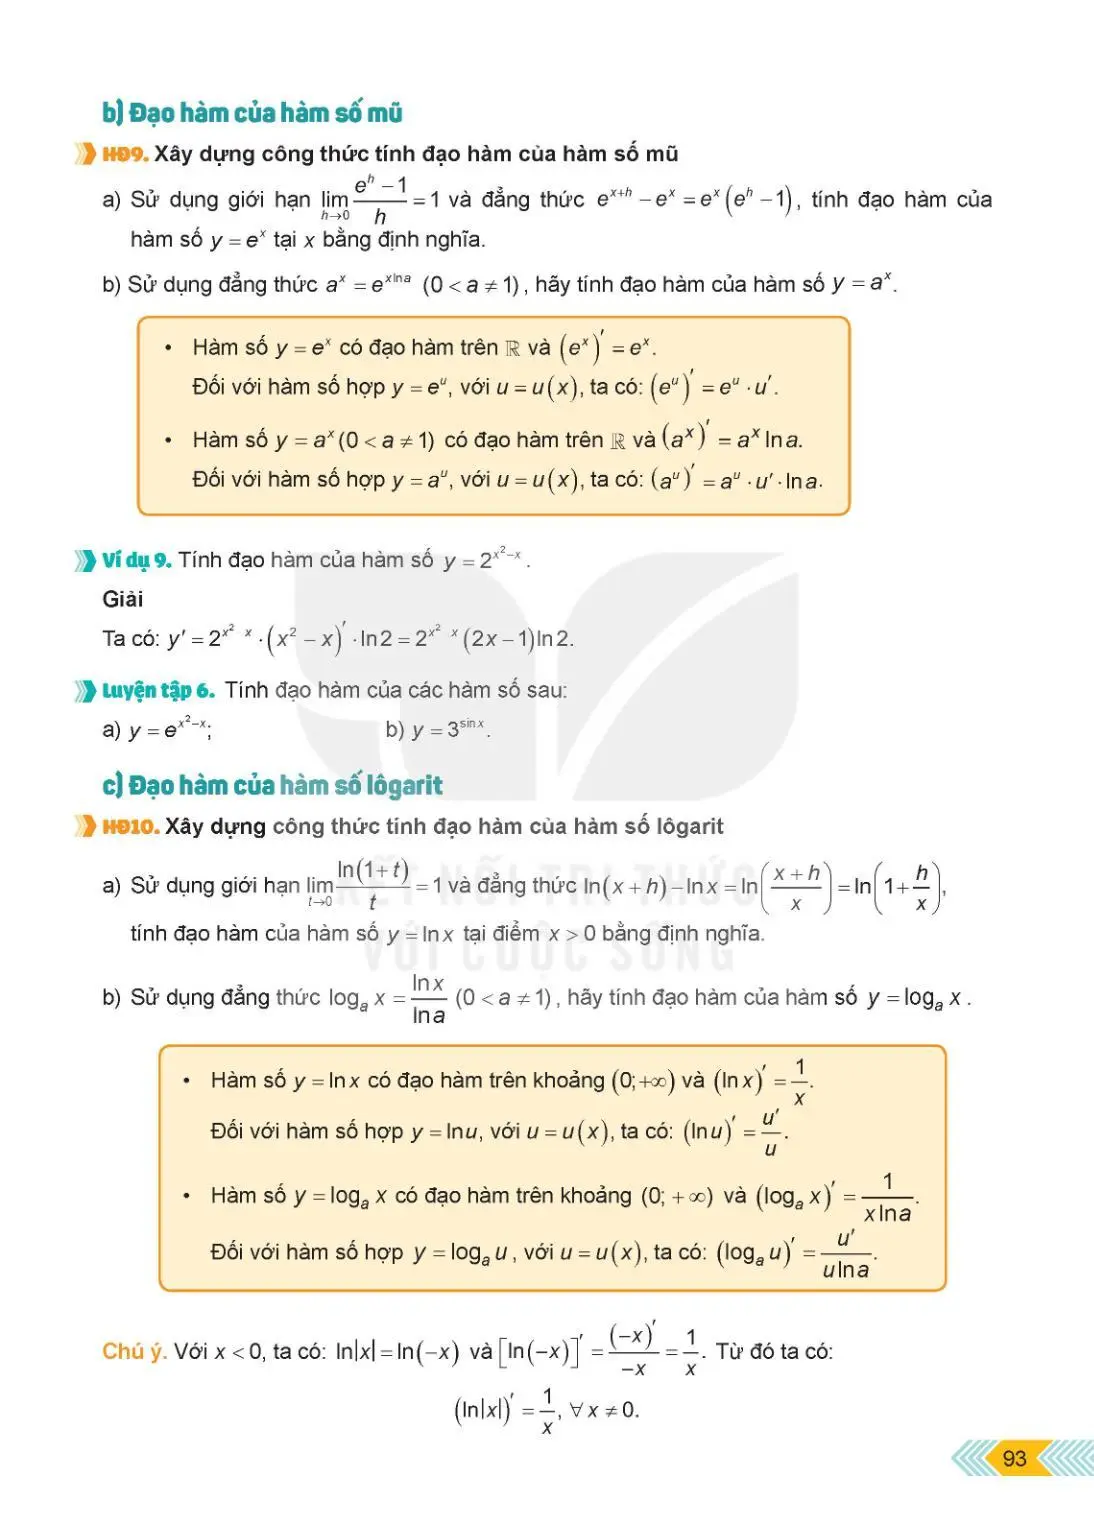 b) Đạo hàm của hàm số mũ
HĐ9. Xây dựng công thức tính đạo hàm của hàm số mũ
a) Sử dụng giới hạn lim_{h→0} (e^h − 1)/h = 1 và đẳng thức e^{x+h} − e^x = e^x (e^h − 1), tính đạo hàm của
hàm số y = e^x tại x bằng định nghĩa.
b) Sử dụng đẳng thức a^x = e^{xlna} (0 < a ≠ 1), hãy tính đạo hàm của hàm số y = a^x.
• Hàm số y = e^x có đạo hàm trên ℝ và (e^x)′ = e^x.
Đối với hàm số hợp y = e^u, với u = u(x), ta có: (e^u)′ = e^u · u′.
• Hàm số y = a^x (0 < a ≠ 1) có đạo hàm trên ℝ và (a^x)′ = a^x ln a.
Đối với hàm số hợp y = a^u, với u = u(x), ta có: (a^u)′ = a^u · u′ · ln a.
Ví dụ 9. Tính đạo hàm của hàm số y = 2^{x²−x}.
Giải
Ta có: y′ = 2^{x² x} · (x² − x)′ · ln 2 = 2^{x² x} (2x − 1) ln 2.
Luyện tập 6. Tính đạo hàm của các hàm số sau:
a) y = e^{x²−x}; b) y = 3^{sin x}.
c) Đạo hàm của hàm số lôgarit
HĐ10. Xây dựng công thức tính đạo hàm của hàm số lôgarit
a) Sử dụng giới hạn lim_{t→0} ln(1 + t)/t = 1 và đẳng thức ln(x + h) − ln x = ln((x + h)/x) = ln(1 + h/x),
tính đạo hàm của hàm số y = ln x tại điểm x > 0 bằng định nghĩa.
b) Sử dụng đẳng thức log_a x = ln x/ln a (0 < a ≠ 1), hãy tính đạo hàm của hàm số y = log_a x.
• Hàm số y = ln x có đạo hàm trên khoảng (0; +∞) và (ln x)′ = 1/x.
Đối với hàm số hợp y = ln u, với u = u(x), ta có: (ln u)′ = u′/u.
• Hàm số y = log_a x có đạo hàm trên khoảng (0; +∞) và (log_a x)′ = 1/(x ln a).
Đối với hàm số hợp y = log_a u, với u = u(x), ta có: (log_a u)′ = u′/(u ln a).
Chú ý. Với x < 0, ta có: ln|x| = ln(−x) và [ln(−x)]′ = (−x)′/−x = 1/x. Từ đó ta có:
(ln|x|)′ = 1/x, ∀x ≠ 0.
KẾT NỐI TRI THỨC
VỚI CUỘC SỐNG
93